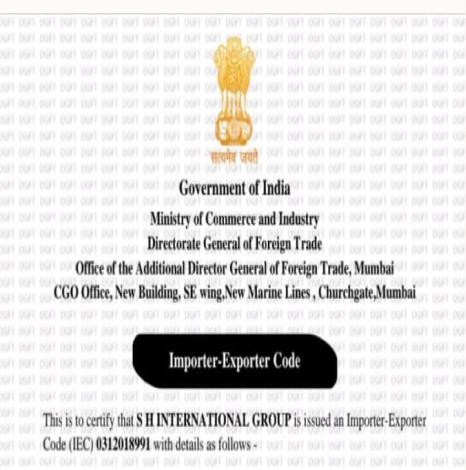 सत्यमेव जयते
Government of India
Ministry of Commerce and Industry
Directorate General of Foreign Trade
Office of the Additional Director General of Foreign Trade, Mumbai
CGO Office, New Building, SE wing,New Marine Lines , Churchgate,Mumbai
Importer-Exporter Code
This is to certify that S H INTERNATIONAL GROUP is issued an Importer-Exporter
Code (IEC) 0312018991 with details as follows -